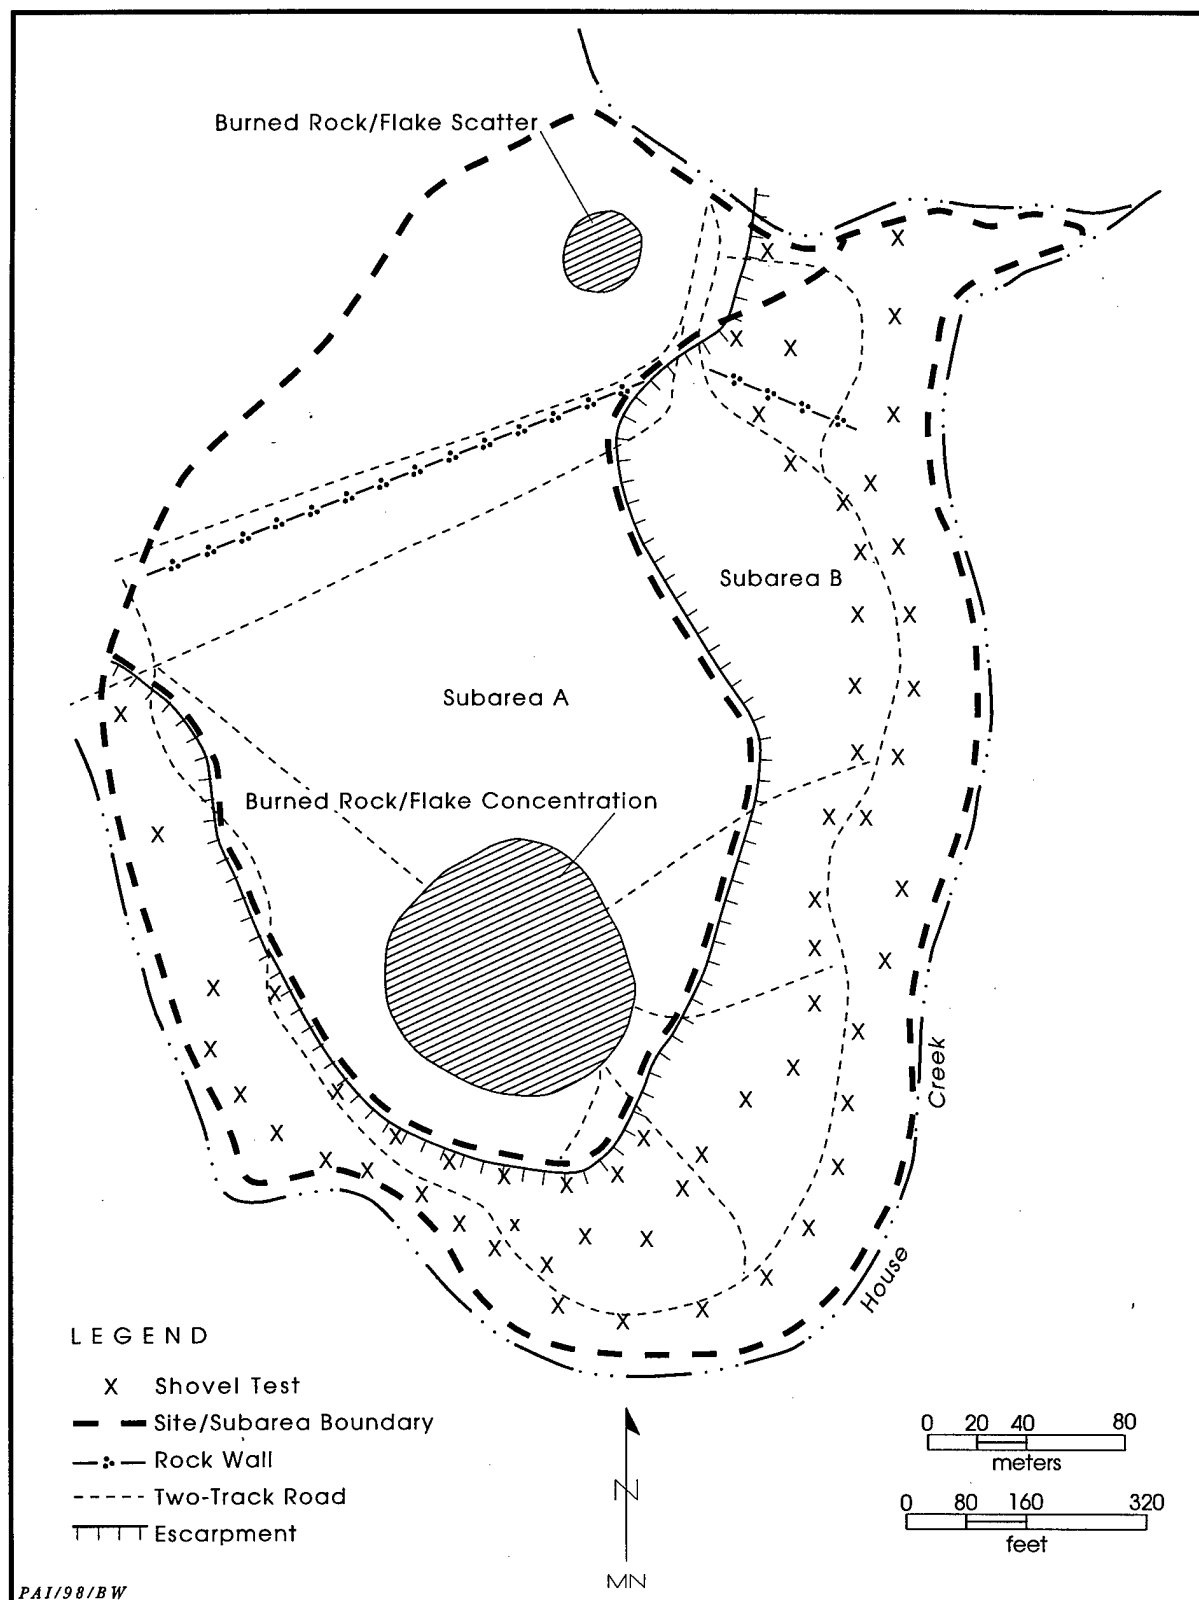 Burned Rock/Flake Scatter
Subarea B
Subarea A
Burned Rock/Flake Concentration
Creek
House
LEGEND
X Shovel Test
Site/Subarea Boundary
Rock Wall
Two-Track Road
Escarpment
N
MN
0 20 40 80
meters
0 80 160 320
feet
PAI/98/BW